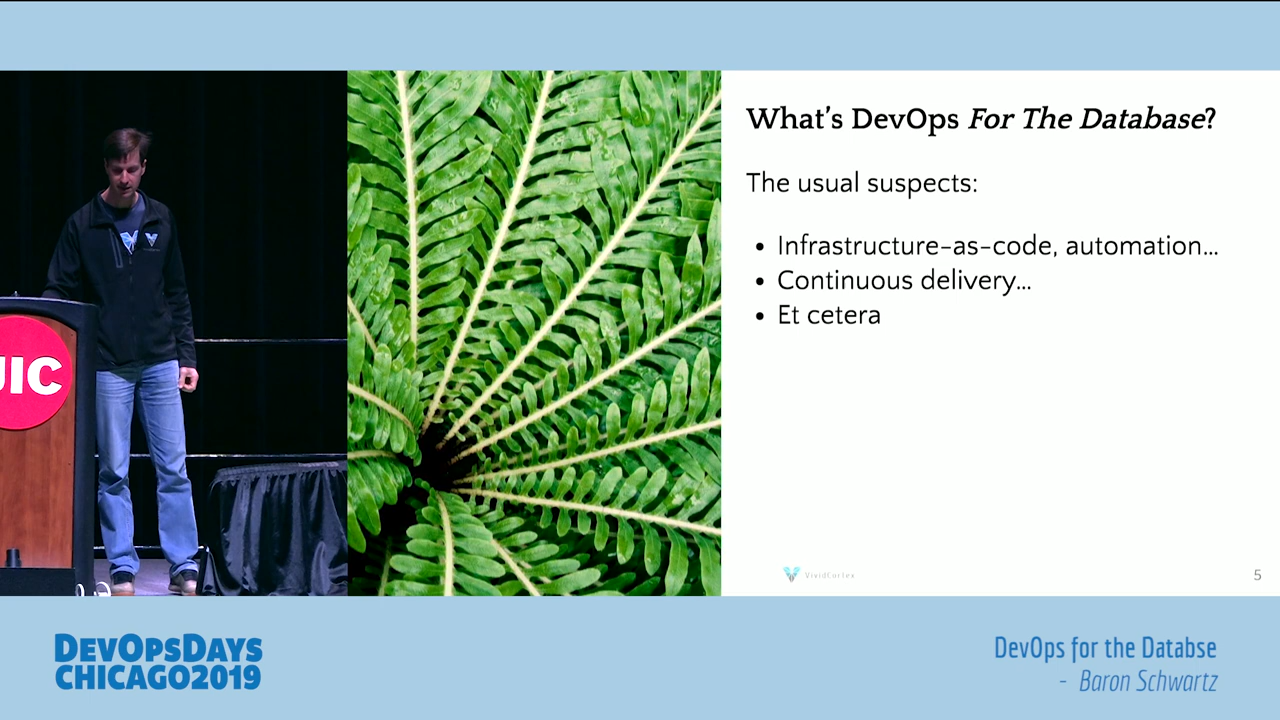 What's DevOps For The Database?
The usual suspects:
• Infrastructure-as-code, automation...
• Continuous delivery...
• Et cetera
UIC
VividCortex
5
DEVOPSDAYS
CHICAGO2019
DevOps for the Databse
- Baron Schwartz